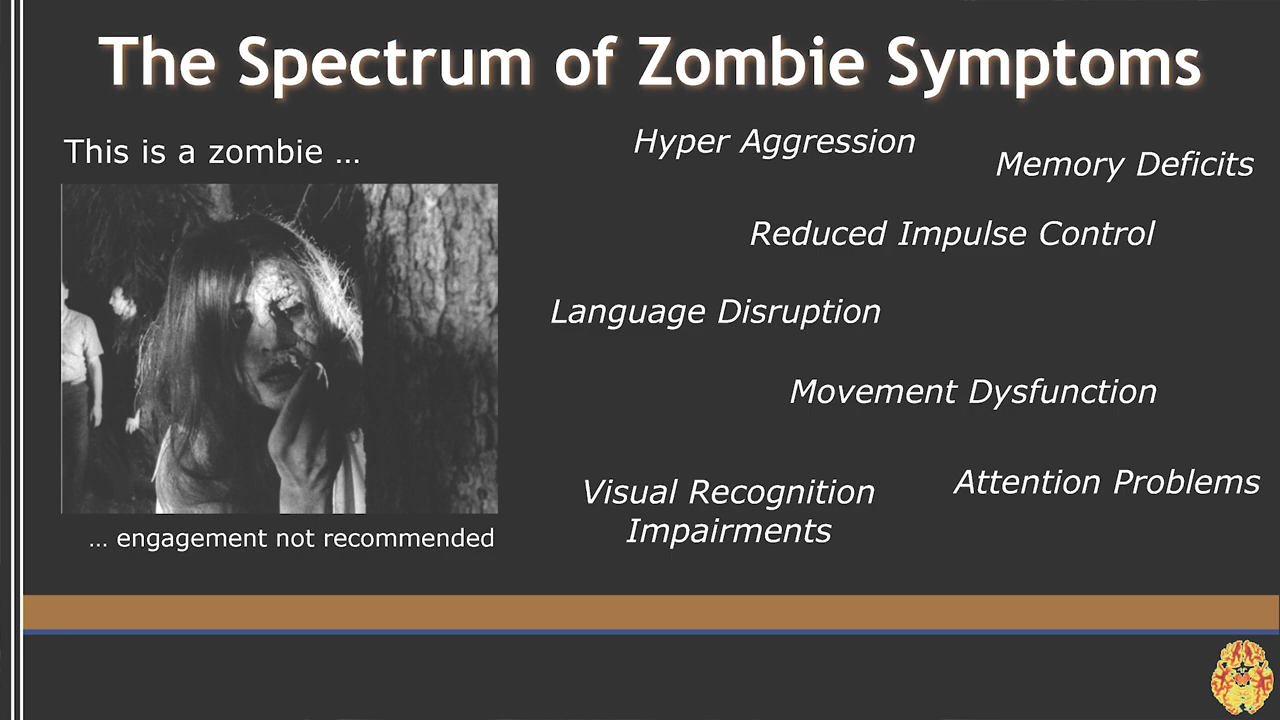 The Spectrum of Zombie Symptoms
This is a zombie …
… engagement not recommended
Hyper Aggression
Memory Deficits
Reduced Impulse Control
Language Disruption
Movement Dysfunction
Visual Recognition
Impairments
Attention Problems